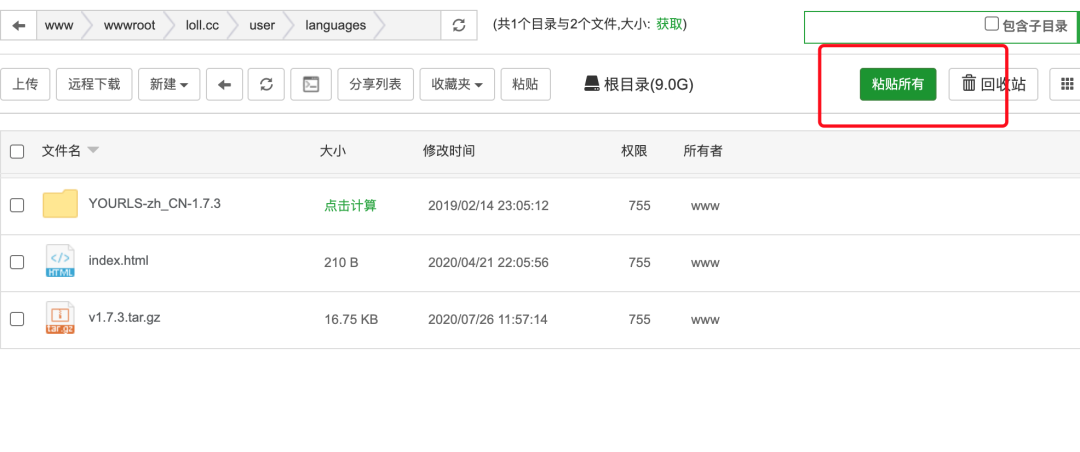 www wwwroot loll.cc user languages (共1个目录与2个文件,大小: 获取) 包含子目录
上传 远程下载 新建 分享列表 收藏夹 粘贴 根目录(9.0G) 粘贴所有 回收站
文件名 大小 修改时间 权限 所有者
YOURLS-zh_CN-1.7.3 点击计算 2019/02/14 23:05:12 755 www
</> HTML index.html 210 B 2020/04/21 22:05:56 755 www
tar.gz v1.7.3.tar.gz 16.75 KB 2020/07/26 11:57:14 755 www